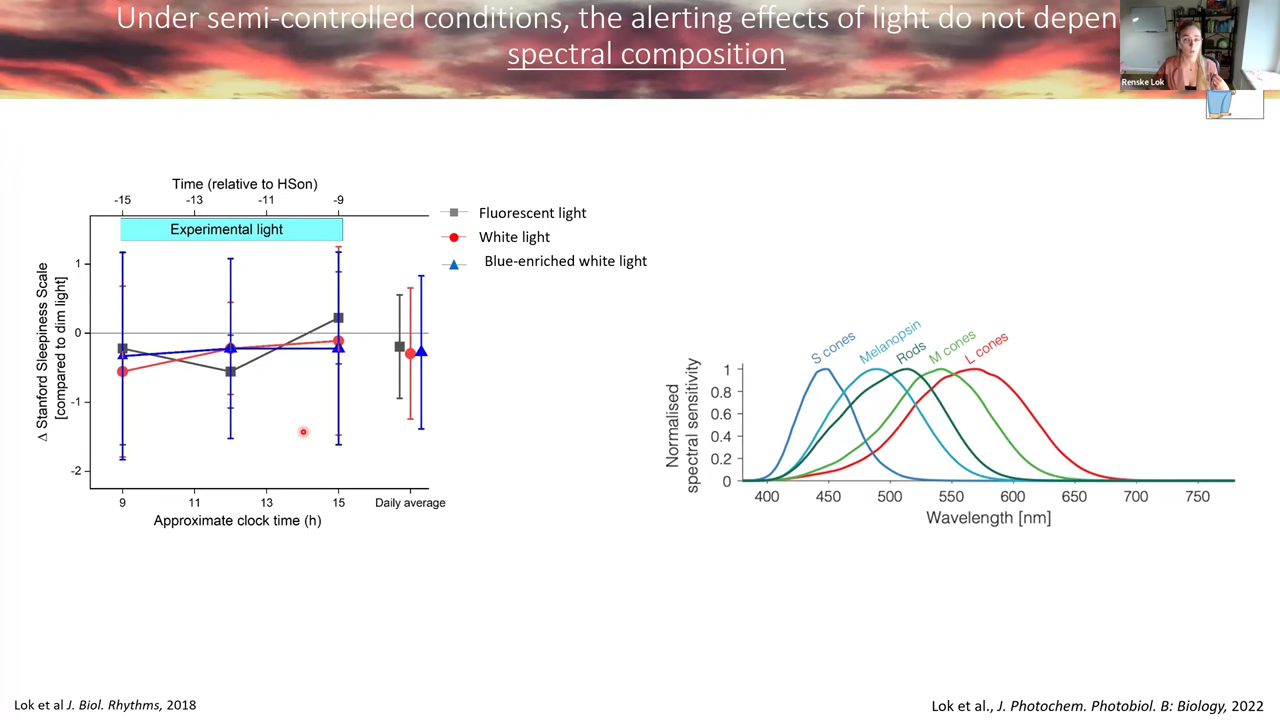 Under semi-controlled conditions, the alerting effects of light do not depen
spectral composition
Renske Lok
Time (relative to HSon)
-15 -13 -11 -9
Experimental light
Fluorescent light
White light
Blue-enriched white light
Δ Stanford Sleepiness Scale
[compared to dim light]
1
0
-1
-2
9 11 13 15 Daily average
Approximate clock time (h)
S cones
Melanopsin
Rods
M cones
L cones
Normalised
spectral sensitivity
1
0.8
0.6
0.4
0.2
0
400 450 500 550 600 650 700 750
Wavelength [nm]
Lok et al J. Biol. Rhythms, 2018
Lok et al., J. Photochem. Photobiol. B: Biology, 2022